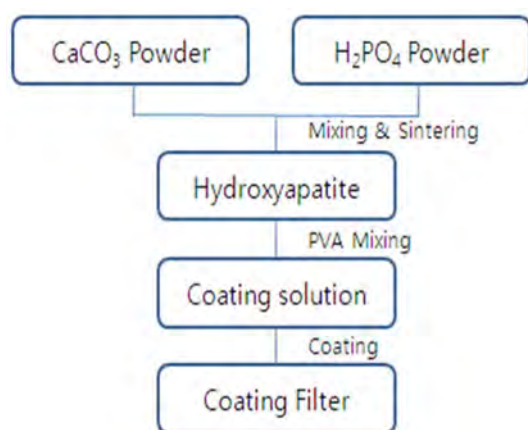 CaCO₃ Powder
H₂PO₄ Powder
Mixing & Sintering
Hydroxyapatite
PVA Mixing
Coating solution
Coating
Coating Filter